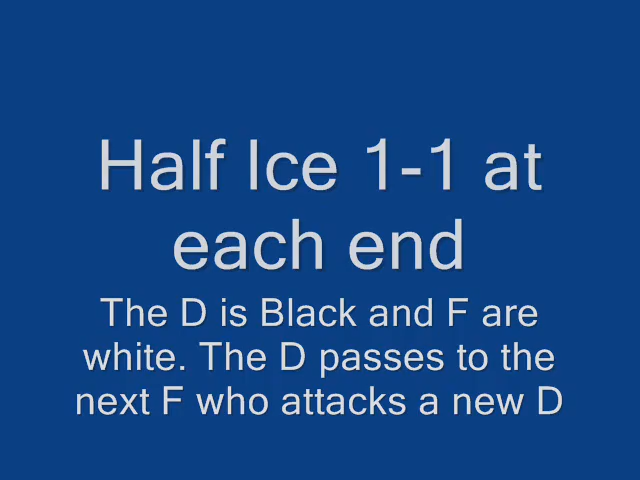 Half Ice 1-1 at
each end
The D is Black and F are
white. The D passes to the
next F who attacks a new D